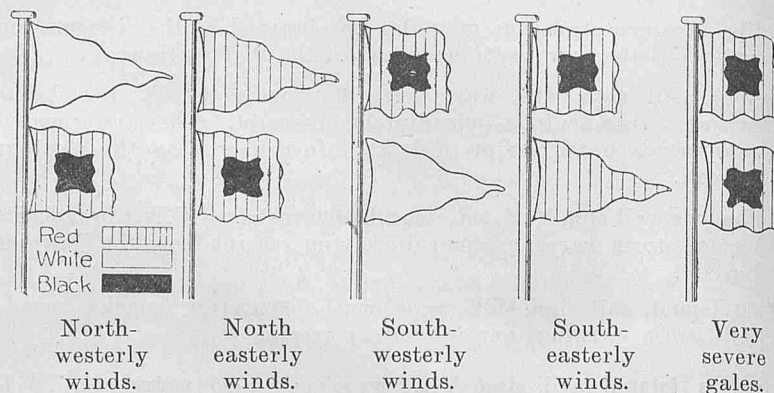 Red
White
Black
North-
westerly
winds.
North
easterly
winds.
South-
westerly
winds.
South-
easterly
winds.
Very
severe
gales.